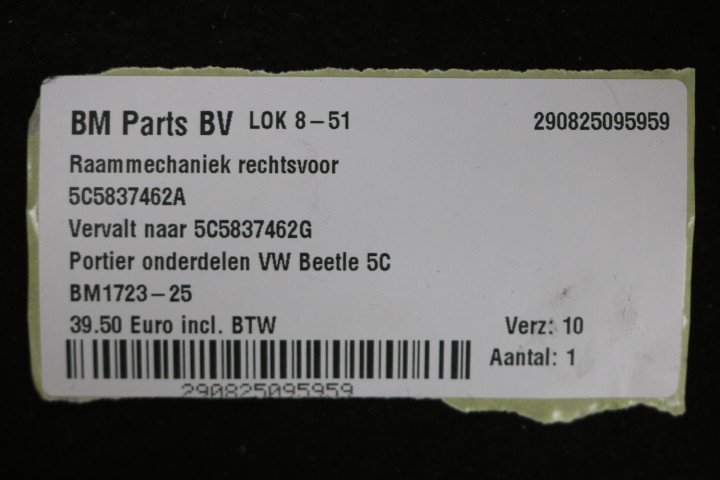 BM Parts BV LOK 8-51 290825095959
Raammechaniek rechtsvoor
5C5837462A
Vervalt naar 5C5837462G
Portier onderdelen VW Beetle 5C
BM1723-25
39.50 Euro incl. BTW Verz: 10
Aantal: 1
290825095959